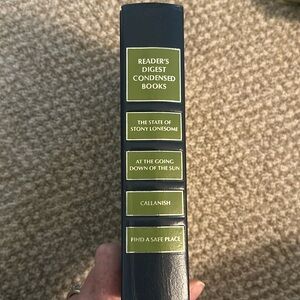 READER'S
DIGEST
CONDENSED
BOOKS
THE STATE OF
STONY LONESOME
AT THE GOING
DOWN OF THE SUN
CALLANISH
FIND A SAFE PLACE